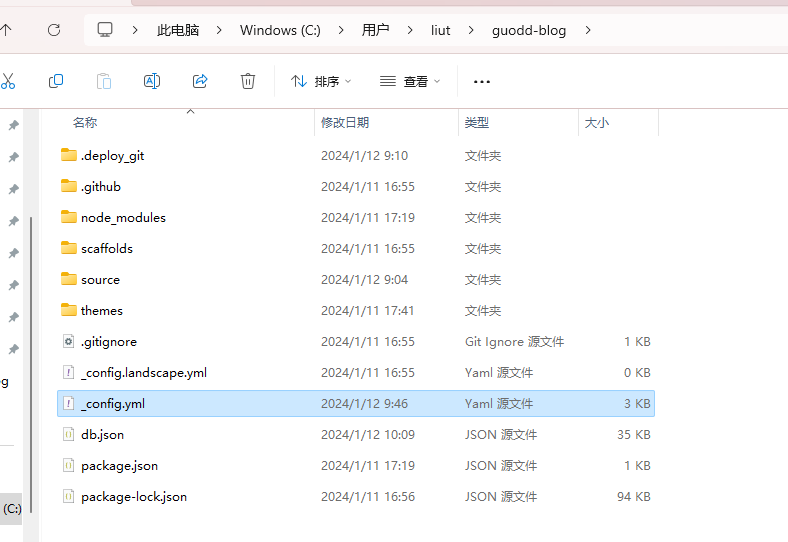 此电脑 Windows (C:) 用户 liut guodd-blog
排序 查看
名称 修改日期 类型 大小
.deploy_git 2024/1/12 9:10 文件夹
.github 2024/1/11 16:55 文件夹
node_modules 2024/1/11 17:19 文件夹
scaffolds 2024/1/11 16:55 文件夹
source 2024/1/12 9:04 文件夹
themes 2024/1/11 17:41 文件夹
.gitignore 2024/1/11 16:55 Git Ignore 源文件 1 KB
_config.landscape.yml 2024/1/11 16:55 Yaml 源文件 0 KB
_config.yml 2024/1/12 9:46 Yaml 源文件 3 KB
db.json 2024/1/12 10:09 JSON 源文件 35 KB
package.json 2024/1/11 17:19 JSON 源文件 1 KB
package-lock.json 2024/1/11 16:56 JSON 源文件 94 KB
(C:)